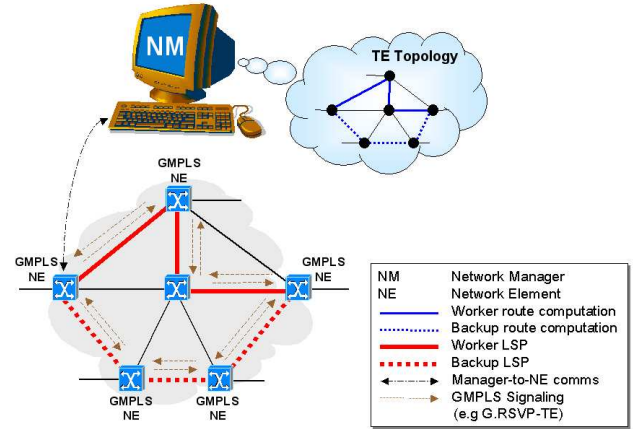 NM
TE Topology
GMPLS
NE
GMPLS
NE
GMPLS
NE
GMPLS
NE
GMPLS
NE
NM Network Manager
NE Network Element
Worker route computation
Backup route computation
Worker LSP
Backup LSP
Manager-to-NE comms
GMPLS Signaling
(e.g G.RSVP-TE)